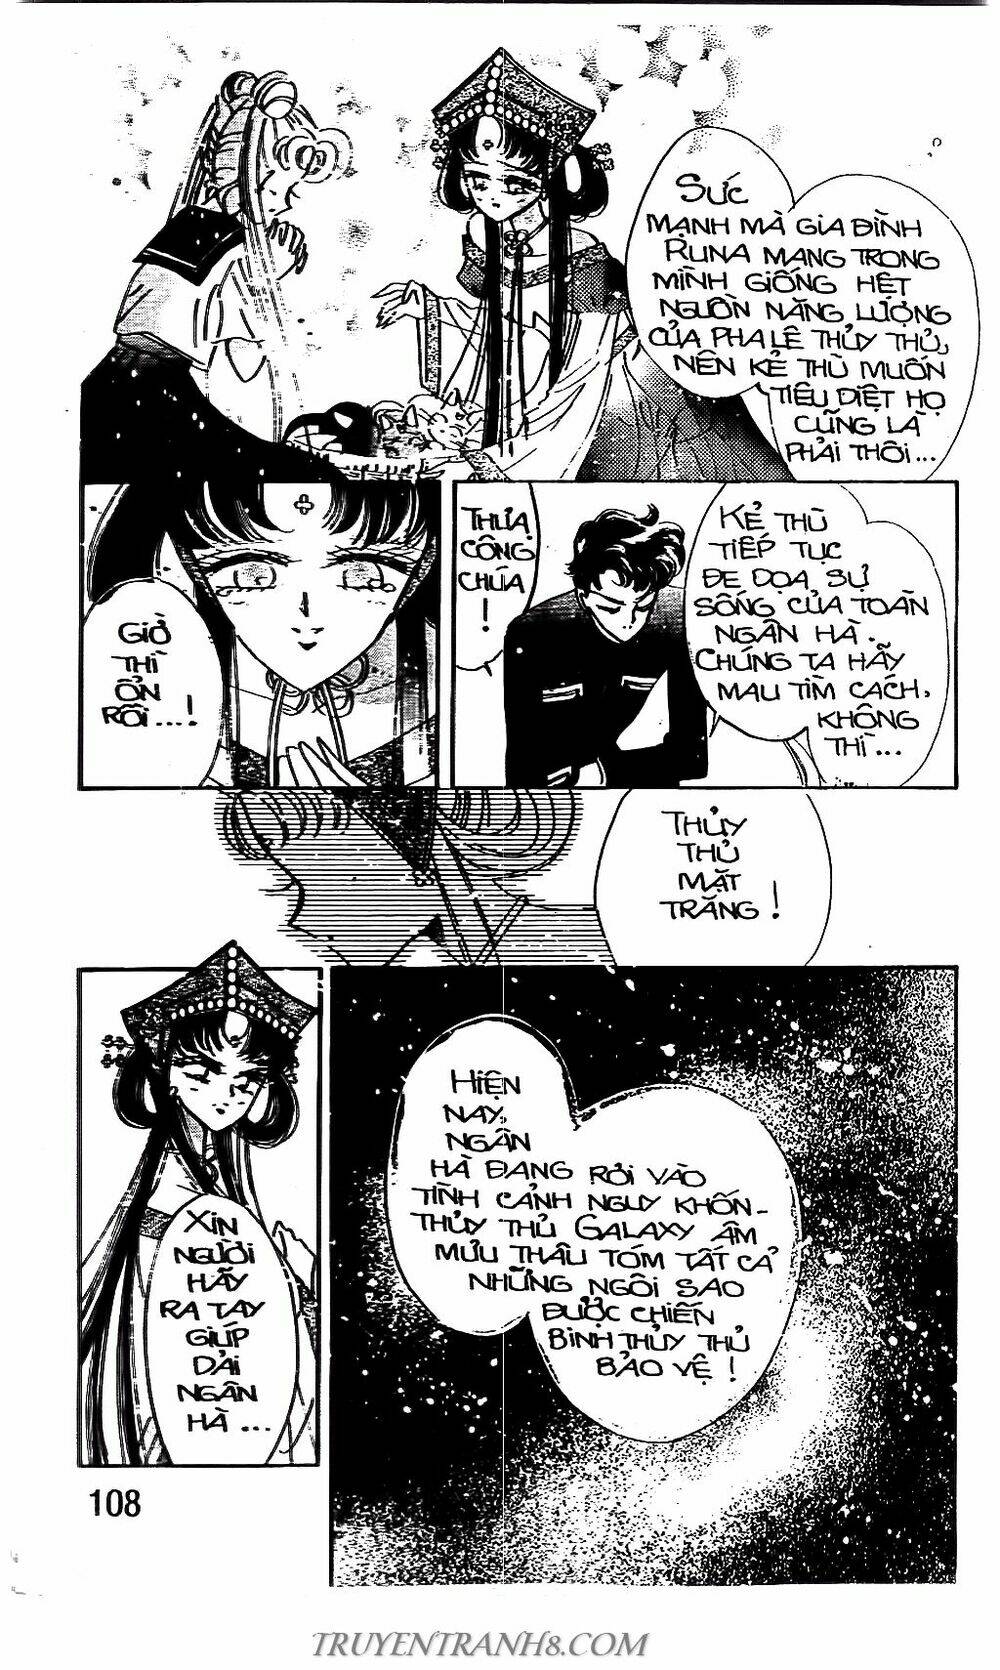 SỨC
MẠNH MÀ GIA ĐÌNH
RUNA MANG TRONG
MÌNH GIỐNG HỆT
NGUỒN NĂNG LƯỢNG
CỦA PHA LÊ THỦY THỦ,
NÊN KẺ THÙ MUỐN
TIÊU DIỆT HỌ
CŨNG LÀ
PHẢI THÔI...
GIỜ
THÌ
ỔN
RỒI....!
THƯA
CÔNG
CHÚA
!
KẺ THÙ
TIẾP TỤC
ĐE DỌA SỰ
SỐNG CỦA TOÀN
NGÂN HÀ.
CHÚNG TA HÃY
MAU TÌM CÁCH,
KHÔNG
THÌ...
THỦY
THỦ
MẶT
TRĂNG!
XIN
NGƯỜI
HÃY
RA TAY
GIÚP
DẢI
NGÂN
HÀ...
HIỆN
NAY,
NGÂN
HÀ ĐANG RƠI VÀO
TÌNH CẢNH NGUY KHỐN-
THỦY THỦ GALAXY ÂM
MƯU THÂU TÓM TẤT CẢ
NHỮNG NGÔI SAO
ĐƯỢC CHIẾN
BINH THỦY THỦ
BẢO VỆ!
108
TRUYENTRANH8.COM